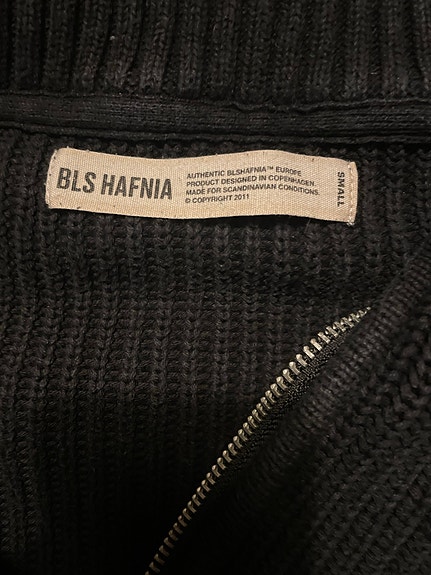 BLS HAFNIA
AUTHENTIC BLSHAFNIA™ EUROPE
PRODUCT DESIGNED IN COPENHAGEN.
MADE FOR SCANDINAVIAN CONDITIONS.
© COPYRIGHT 2011
SMALL